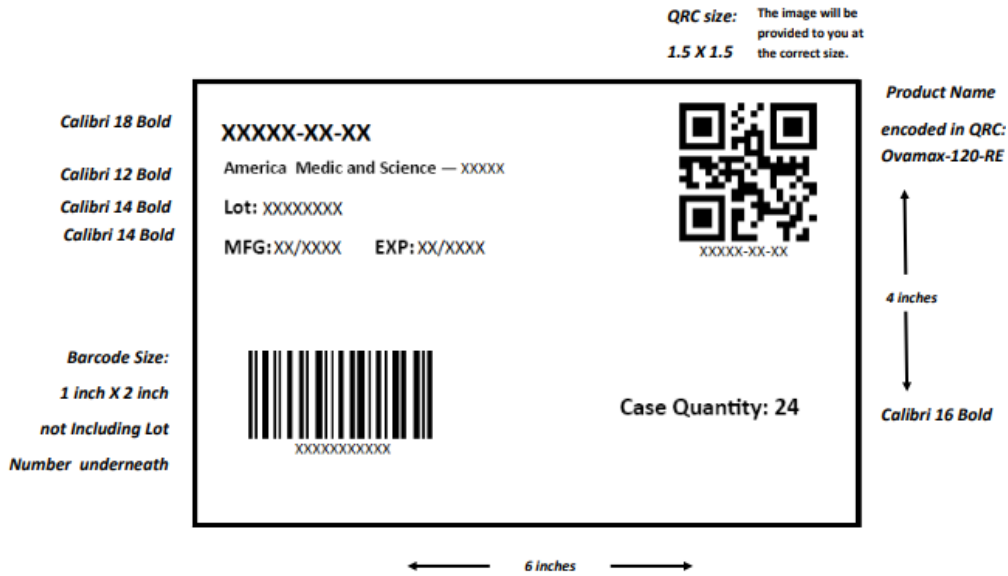 QRC size:
1.5 X 1.5
The image will be
provided to you at
the correct size.
Calibri 18 Bold
Calibri 12 Bold
Calibri 14 Bold
Calibri 14 Bold
XXXXX-XX-XX
America Medic and Science — XXXXX
Lot: XXXXXXXX
MFG: XX/XXXX EXP: XX/XXXX
XXXXX-XX-XX
Product Name
encoded in QRC:
Ovamax-120-RE
4 inches
Barcode Size:
1 inch X 2 inch
not Including Lot
Number underneath
XXXXXXXXXXX
Case Quantity: 24
Calibri 16 Bold
6 inches